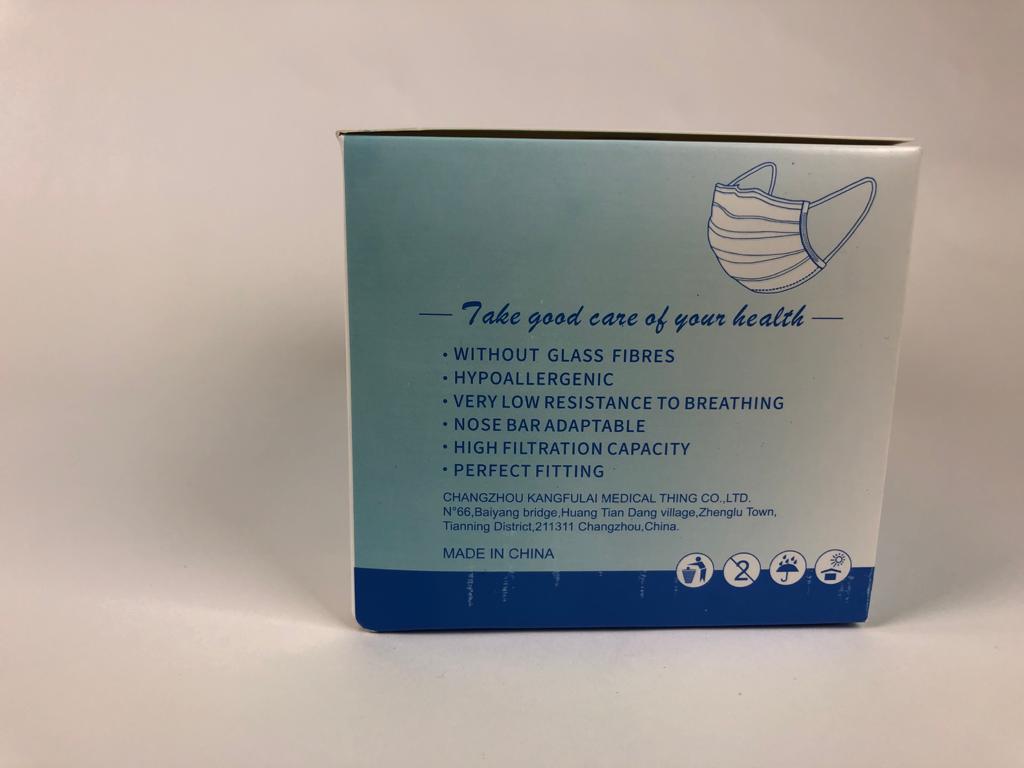 Take good care of your health
• WITHOUT GLASS FIBRES
• HYPOALLERGENIC
• VERY LOW RESISTANCE TO BREATHING
• NOSE BAR ADAPTABLE
• HIGH FILTRATION CAPACITY
• PERFECT FITTING
CHANGZHOU KANGFULAI MEDICAL THING CO.,LTD.
N°66,Baiyang bridge,Huang Tian Dang village,Zhenglu Town,
Tianning District,211311 Changzhou,China.
MADE IN CHINA
2